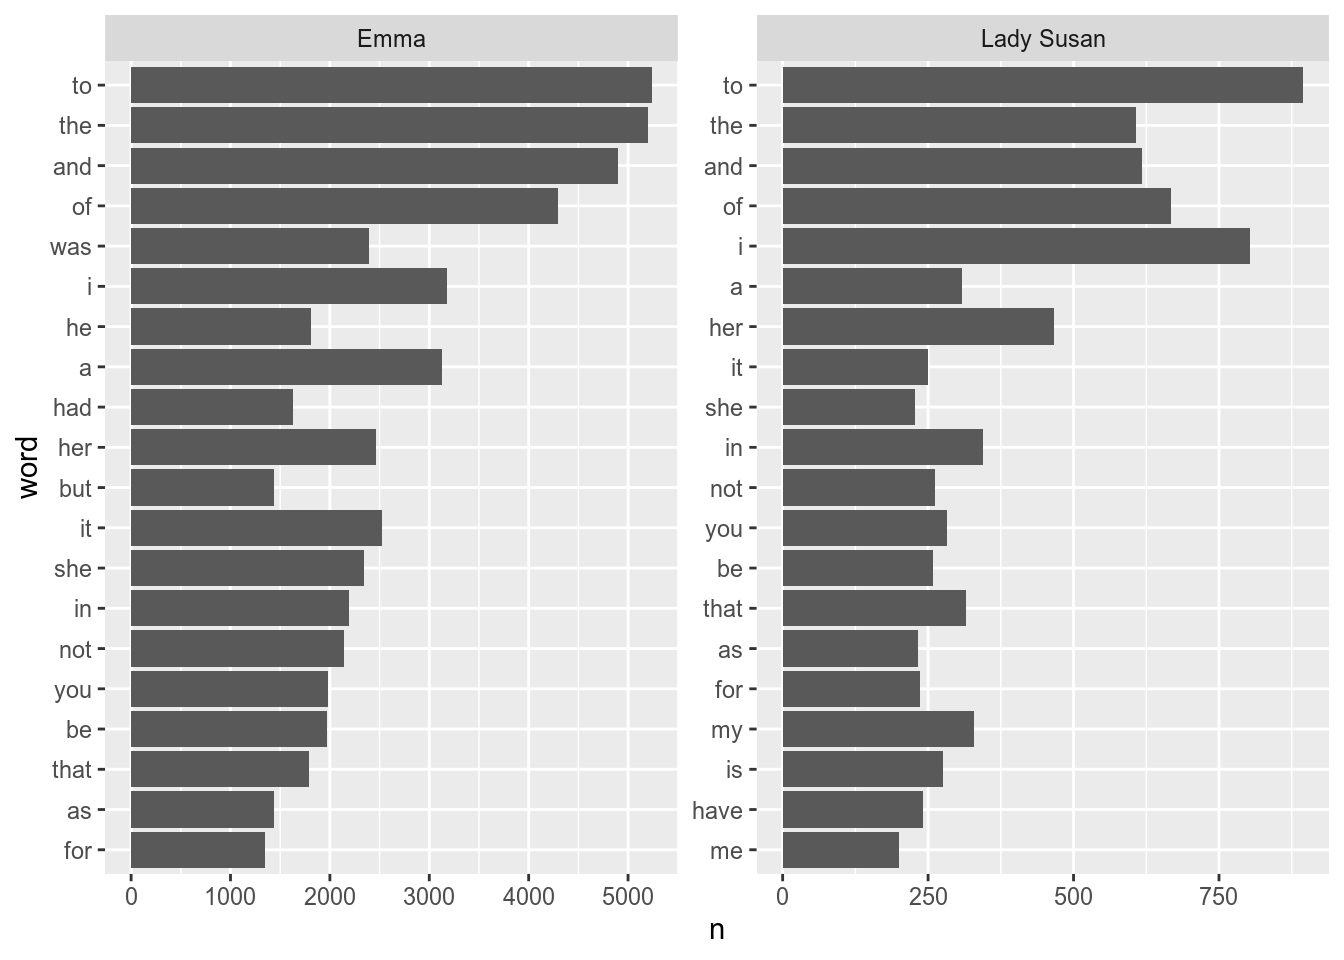 Emma
to
the
and
of
was
i
he
a
had
her
but
it
she
in
not
you
be
that
as
for
0 1000 2000 3000 4000 5000
Lady Susan
to
the
and
of
i
a
her
it
she
in
not
you
be
that
as
for
my
is
have
me
0 250 500 750
word
n